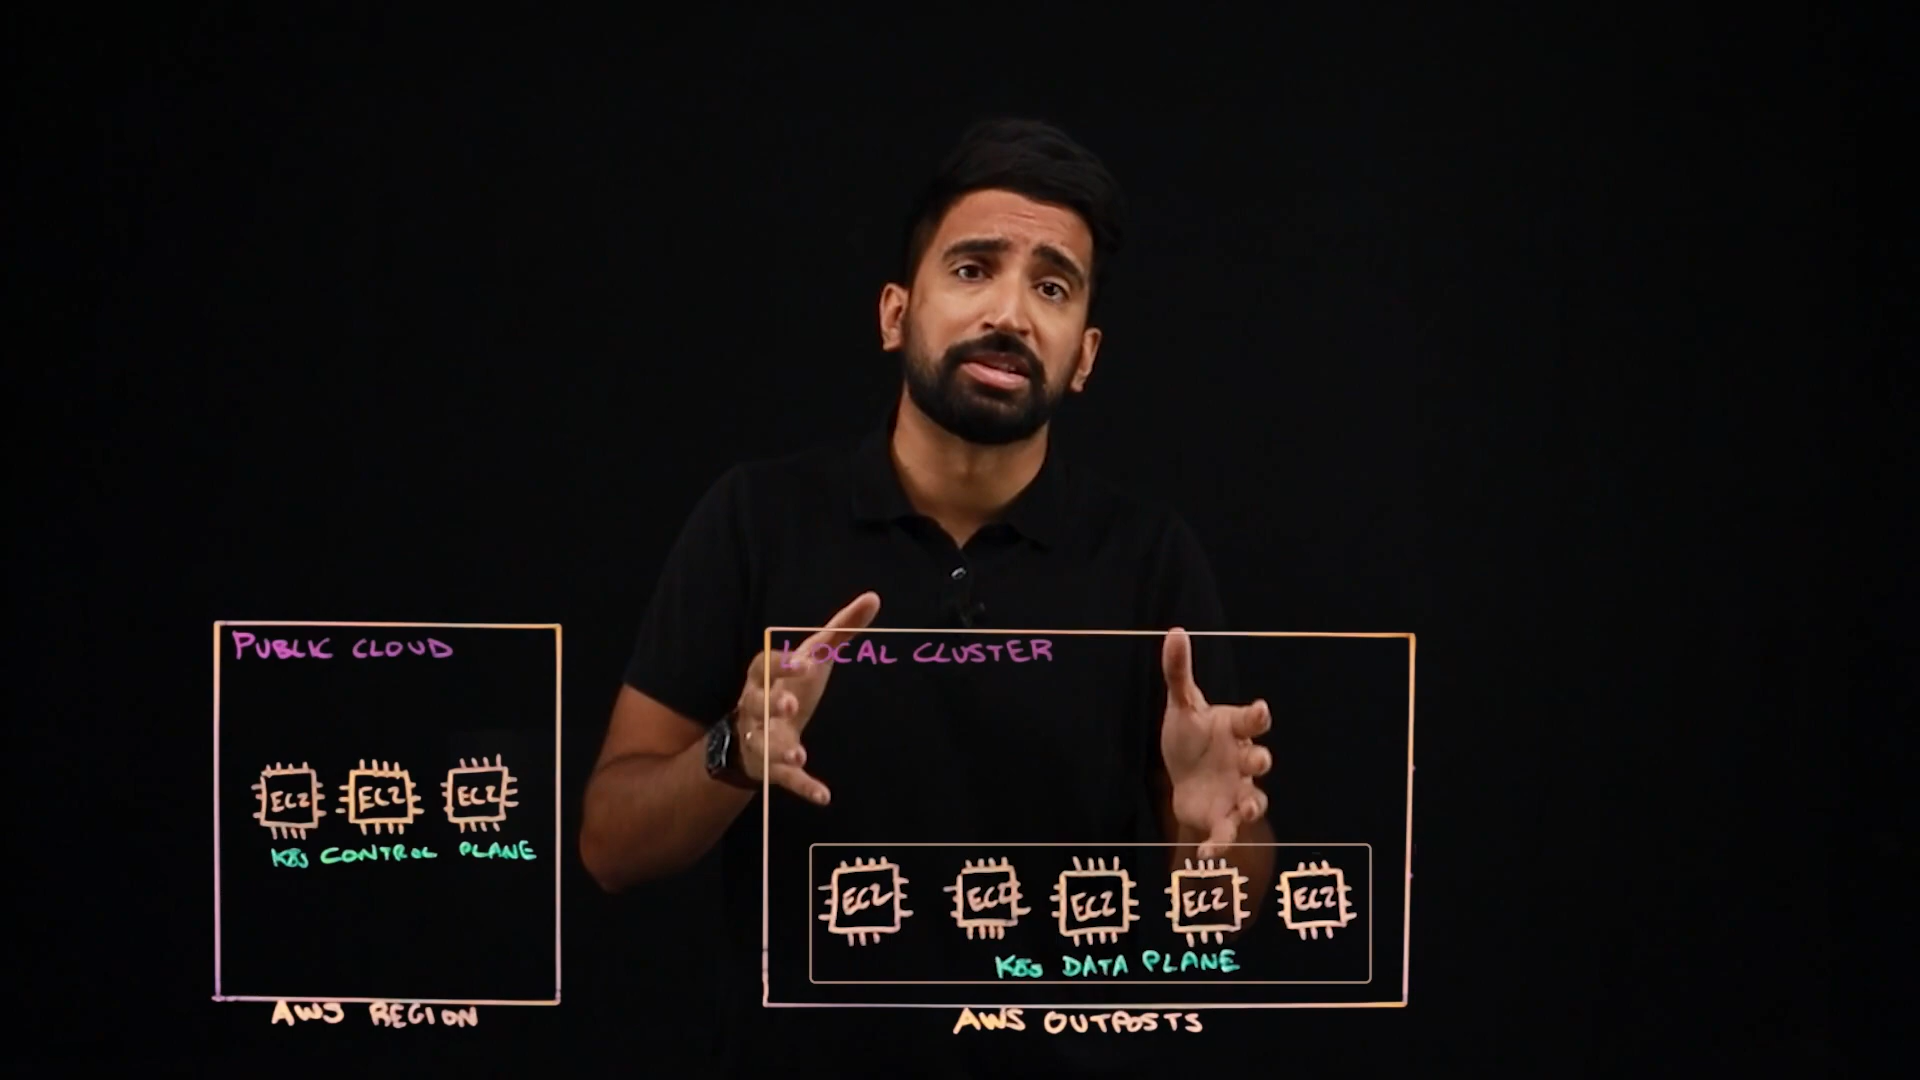 PUBLIC CLOUD
EC2 EC2 EC2
K8s CONTROL PLANE
AWS REGION
LOCAL CLUSTER
EC2 EC2 EC2 EC2 EC2
K8s DATA PLANE
AWS OUTPOSTS